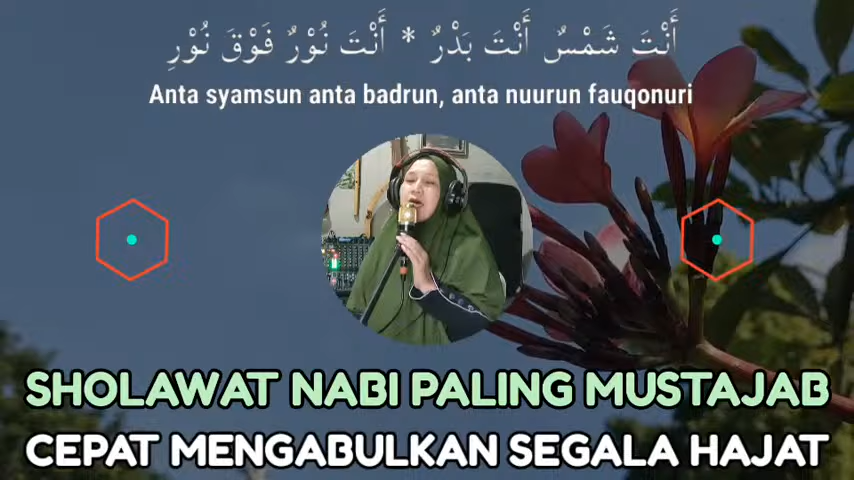 أَنْتَ شَمْسٌ أَنْتَ بَدْرٌ * أَنْتَ نُوْرٌ فَوْقَ نُوْرِ
Anta syamsun anta badrun, anta nuurun fauqonuri
SHOLAWAT NABI PALING MUSTAJAB
CEPAT MENGABULKAN SEGALA HAJAT